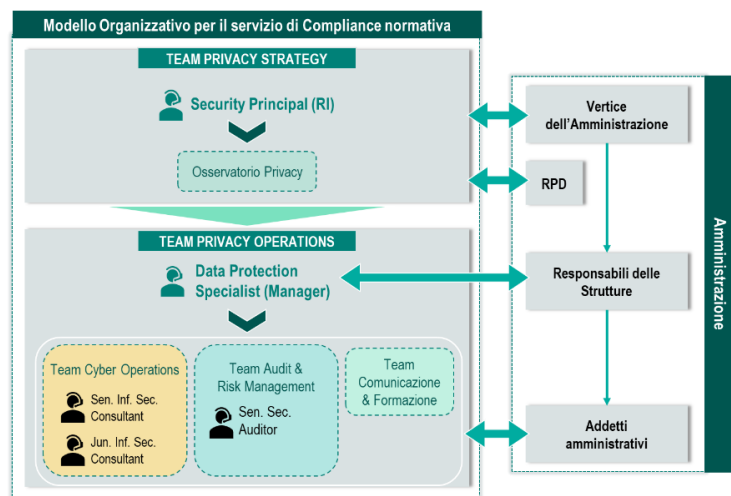 Modello Organizzativo per il servizio di Compliance normativa
TEAM PRIVACY STRATEGY
Security Principal (RI)
Osservatorio Privacy
TEAM PRIVACY OPERATIONS
Data Protection
Specialist (Manager)
Team Cyber Operations
Sen. Inf. Sec.
Consultant
Jun. Inf. Sec.
Consultant
Team Audit &
Risk Management
Sen. Sec.
Auditor
Team
Comunicazione
& Formazione
Vertice
dell'Amministrazione
RPD
Responsabili delle
Strutture
Addetti
amministrativi
Amministrazione